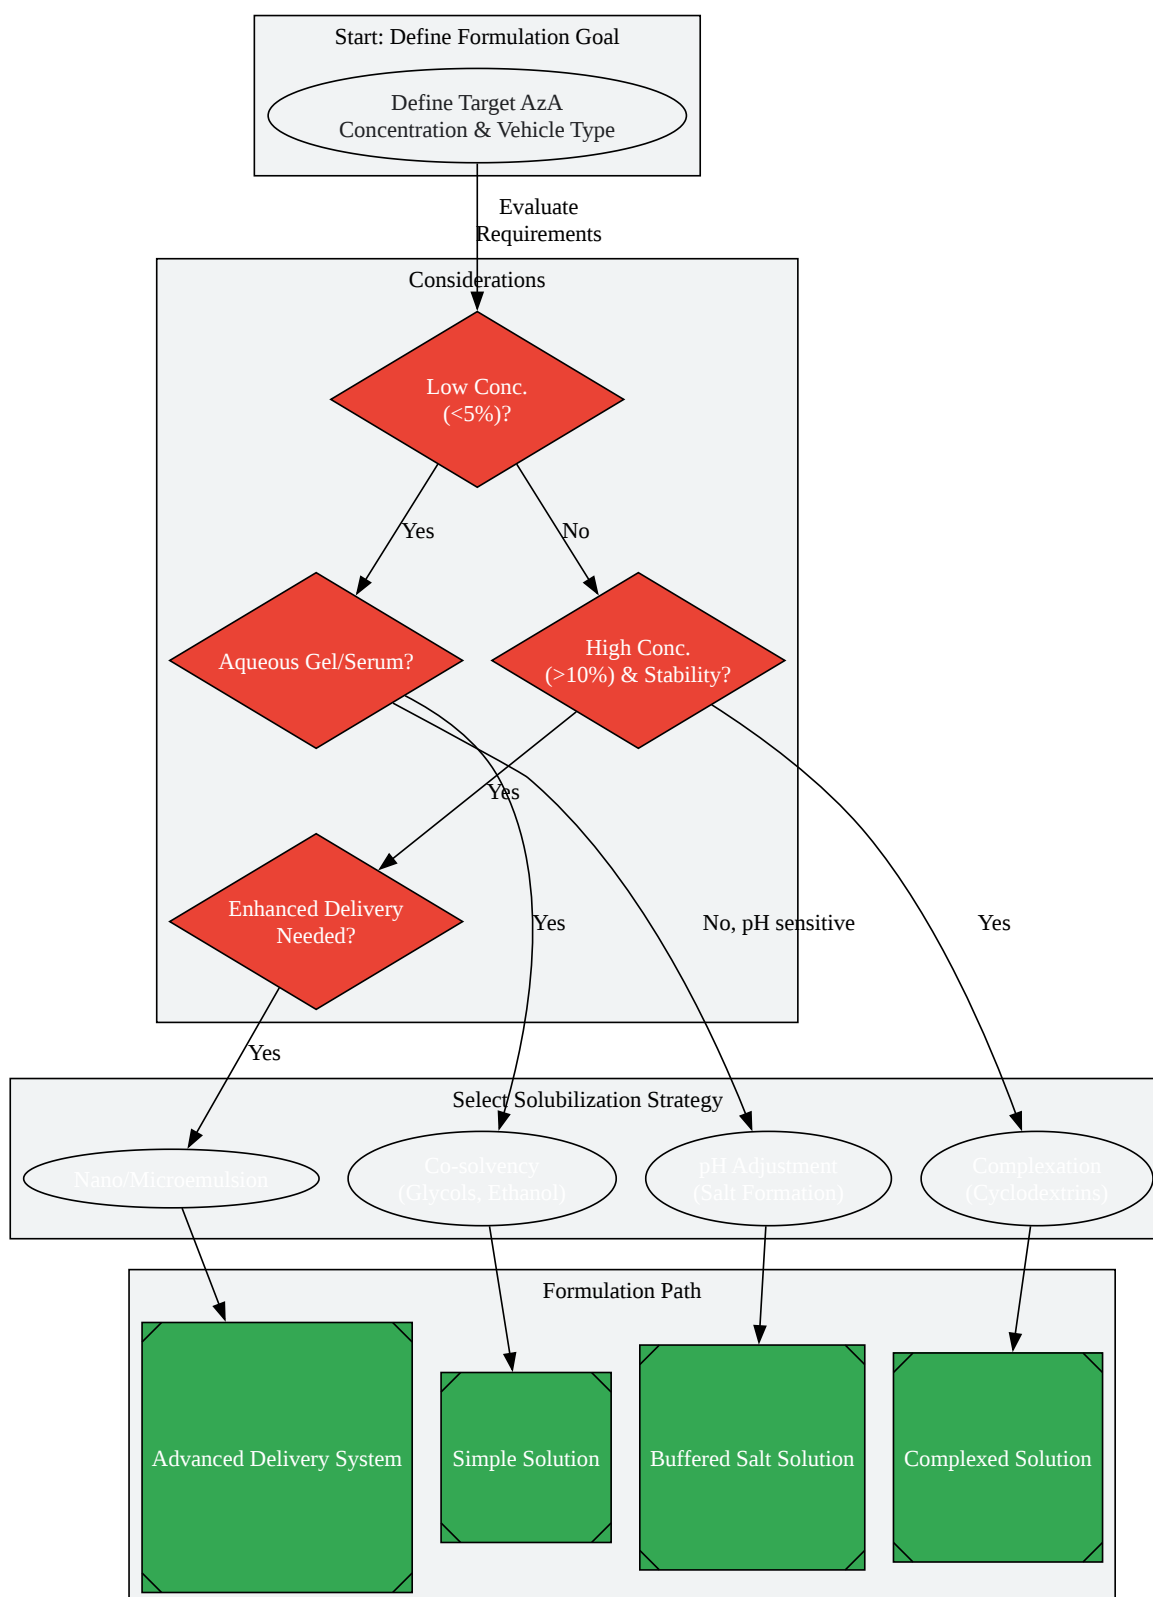 Start: Define Formulation Goal
Define Target AzA
Concentration & Vehicle Type
Evaluate
Requirements
Considerations
Low Conc.
(<5%)?
Yes
No
Aqueous Gel/Serum?
High Conc.
(>10%) & Stability?
Yes
Enhanced Delivery
Needed?
Yes
No, pH sensitive
Yes
Yes
Select Solubilization Strategy
Nano/Microemulsion
Co-solvency
(Glycols, Ethanol)
pH Adjustment
(Salt Formation)
Complexation
(Cyclodextrins)
Formulation Path
Advanced Delivery System
Simple Solution
Buffered Salt Solution
Complexed Solution